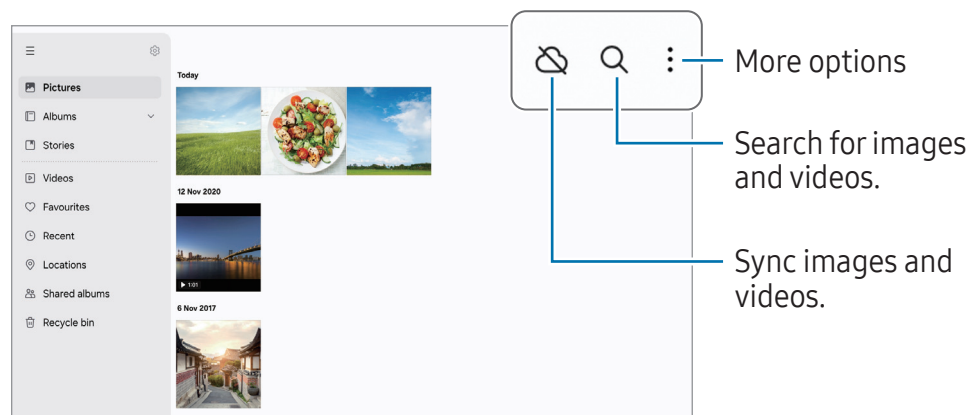 Pictures
Albums
Stories
Videos
Favourites
Recent
Locations
Shared albums
Recycle bin
Today
12 Nov 2020
1:01
6 Nov 2017
More options
Search for images
and videos.
Sync images and
videos.